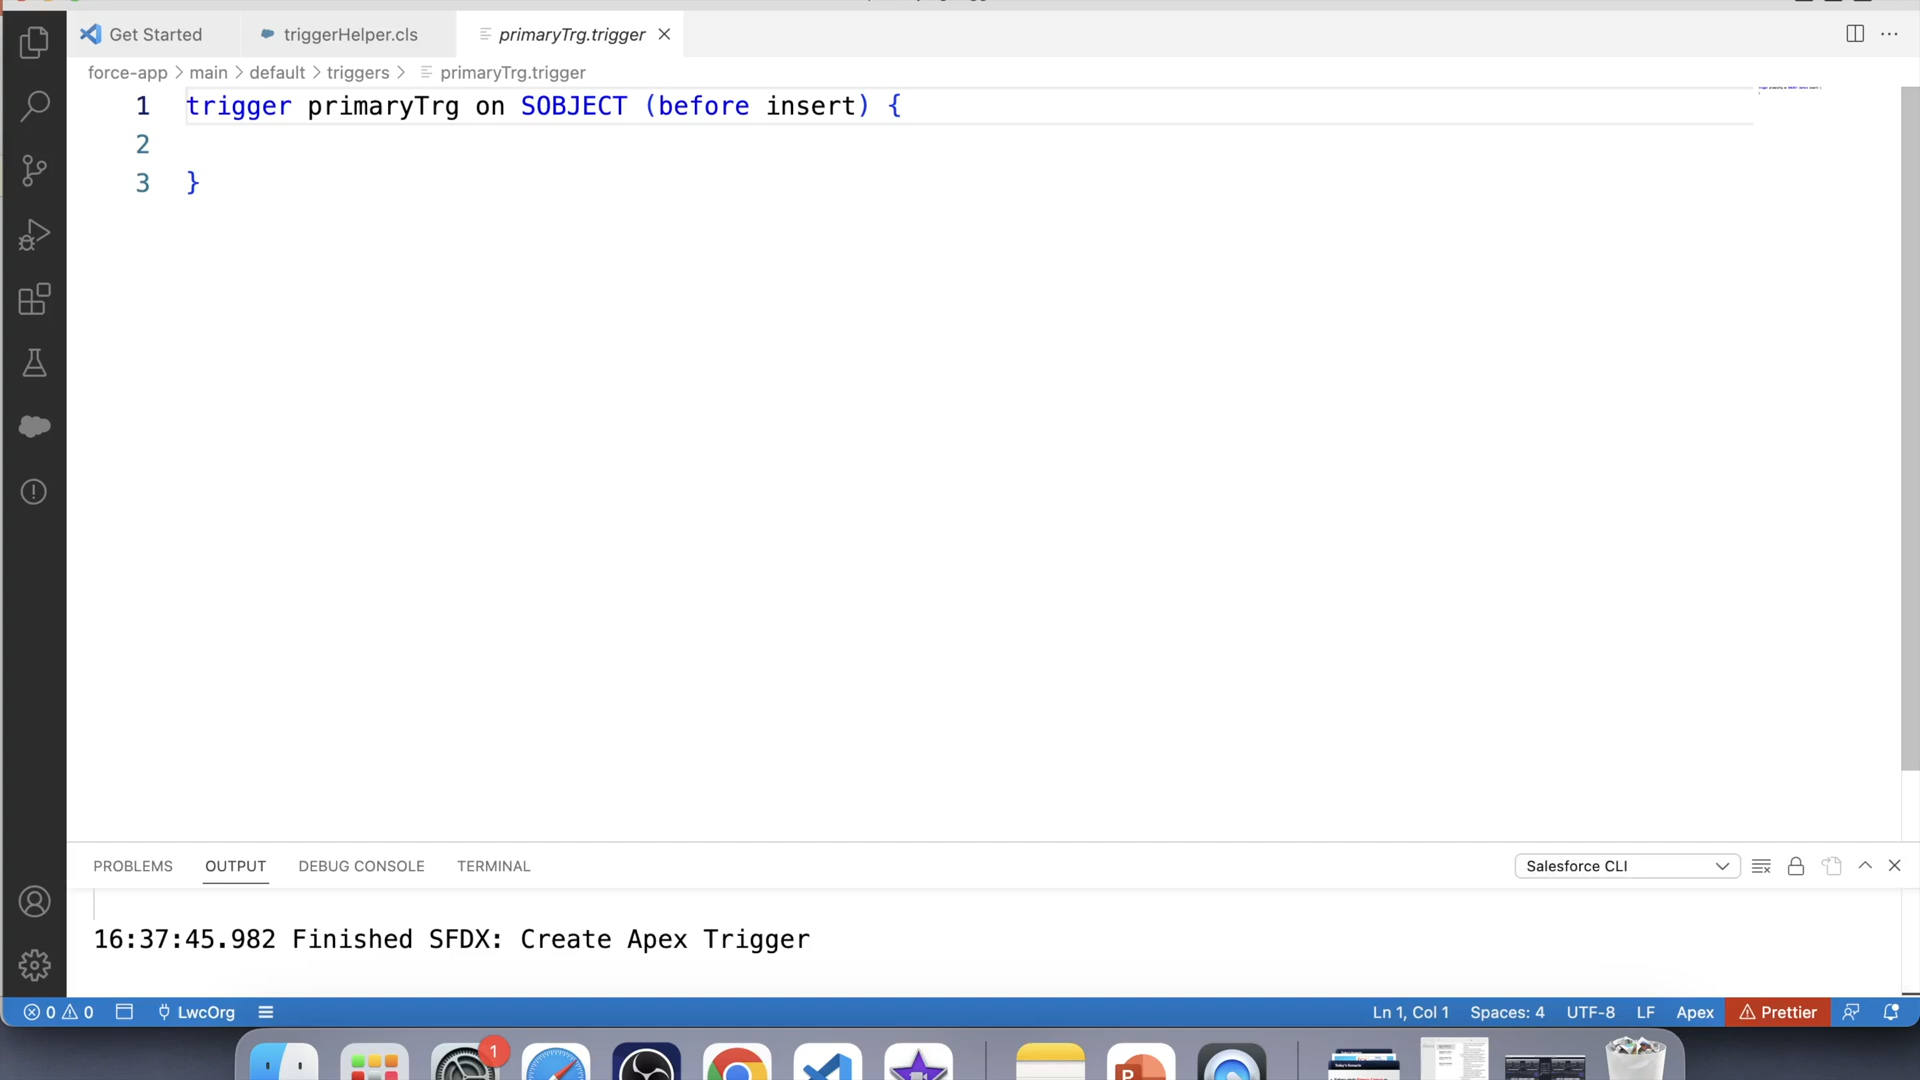 Get Started
triggerHelper.cls
primaryTrg.trigger
force-app > main > default > triggers > primaryTrg.trigger
1 trigger primaryTrg on SOBJECT (before insert) {
2
3 }
PROBLEMS OUTPUT DEBUG CONSOLE TERMINAL
Salesforce CLI
16:37:45.982 Finished SFDX: Create Apex Trigger
0 0 LwcOrg
Ln 1, Col 1 Spaces: 4 UTF-8 LF Apex Prettier
1